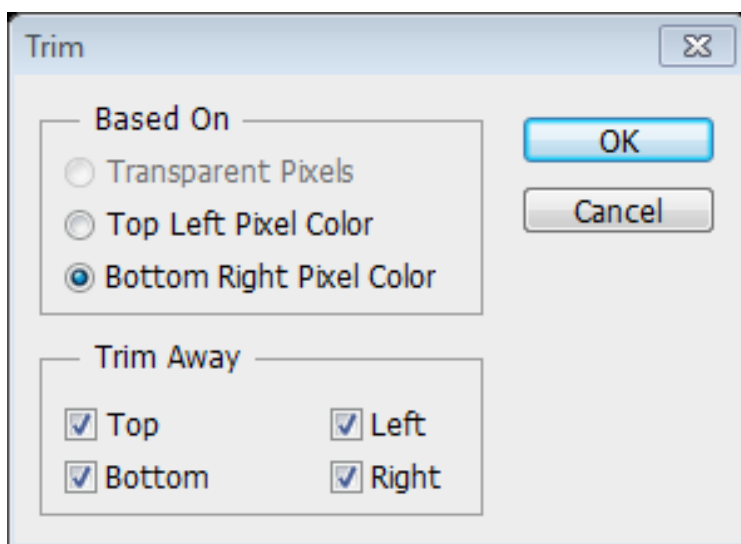 Trim
Based On
Transparent Pixels
Top Left Pixel Color
Bottom Right Pixel Color
OK
Cancel
Trim Away
Top
Left
Bottom
Right